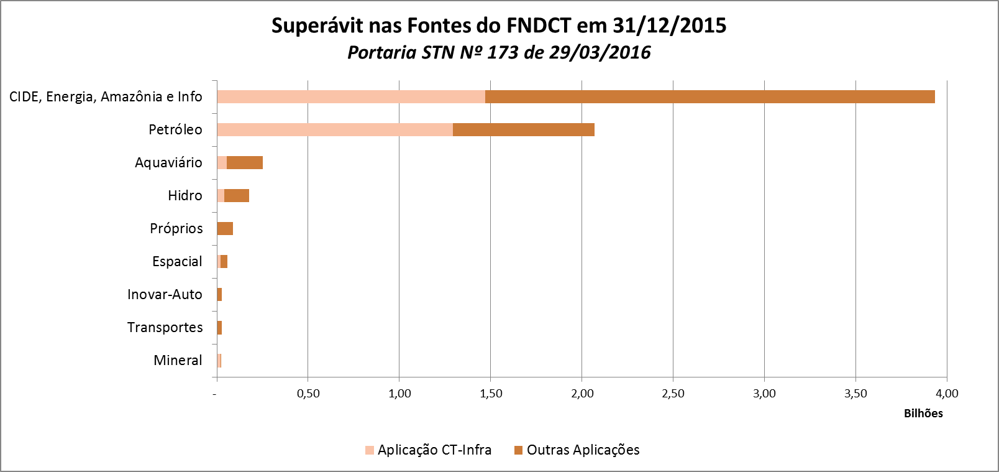 Superávit nas Fontes do FNDCT em 31/12/2015
Portaria STN Nº 173 de 29/03/2016
CIDE, Energia, Amazônia e Info
Petróleo
Aquaviário
Hidro
Próprios
Espacial
Inovar-Auto
Transportes
Mineral
- 0,50 1,00 1,50 2,00 2,50 3,00 3,50 4,00
Bilhões
Aplicação CT-Infra Outras Aplicações